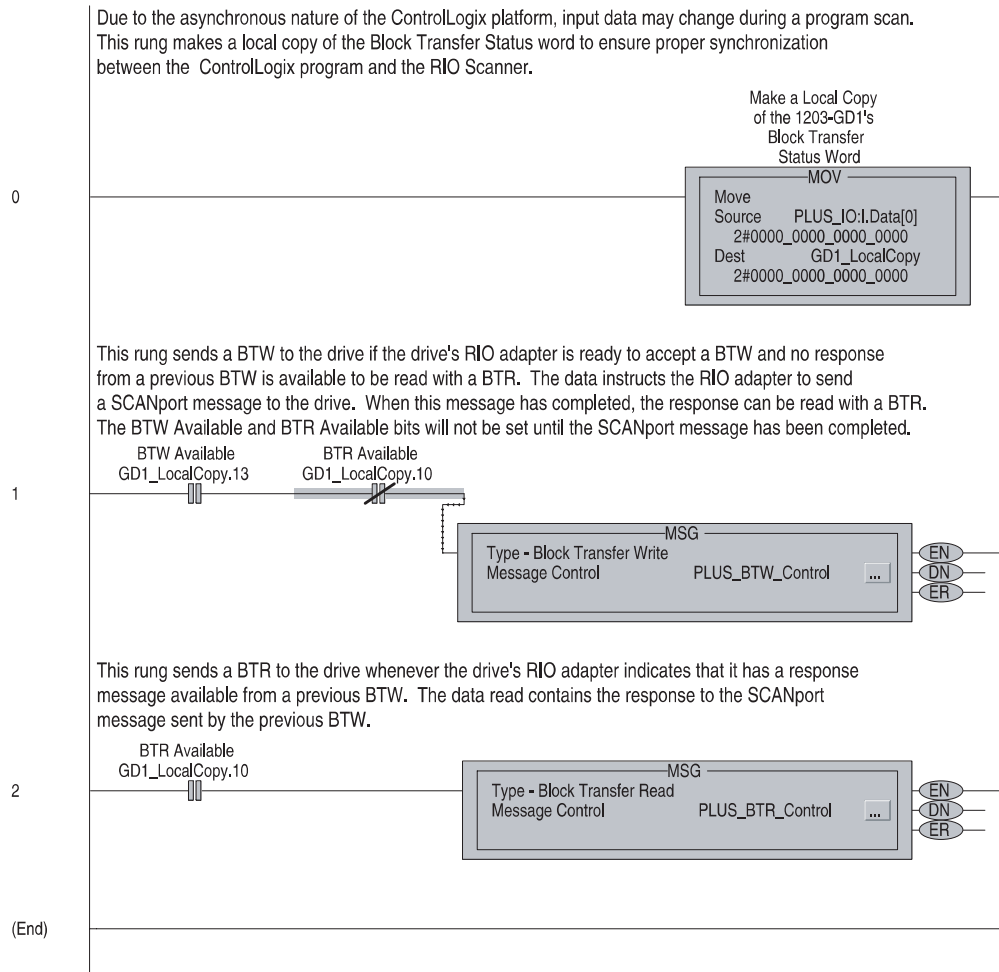 Due to the asynchronous nature of the ControlLogix platform, input data may change during a program scan.
This rung makes a local copy of the Block Transfer Status word to ensure proper synchronization
between the ControlLogix program and the RIO Scanner.
Make a Local Copy
of the 1203-GD1's
Block Transfer
Status Word
0
MOV
Move
Source PLUS_IO:I.Data[0]
2#0000_0000_0000_0000
Dest GD1_LocalCopy
2#0000_0000_0000_0000
This rung sends a BTW to the drive if the drive's RIO adapter is ready to accept a BTW and no response
from a previous BTW is available to be read with a BTR. The data instructs the RIO adapter to send
a SCANport message to the drive. When this message has completed, the response can be read with a BTR.
The BTW Available and BTR Available bits will not be set until the SCANport message has been completed.
BTW Available BTR Available
GD1_LocalCopy.13 GD1_LocalCopy.10
1
MSG
Type - Block Transfer Write
Message Control PLUS_BTW_Control ...
EN
DN
ER
This rung sends a BTR to the drive whenever the drive's RIO adapter indicates that it has a response
message available from a previous BTW. The data read contains the response to the SCANport
message sent by the previous BTW.
BTR Available
GD1_LocalCopy.10
2
MSG
Type - Block Transfer Read
Message Control PLUS_BTR_Control ...
EN
DN
ER
(End)